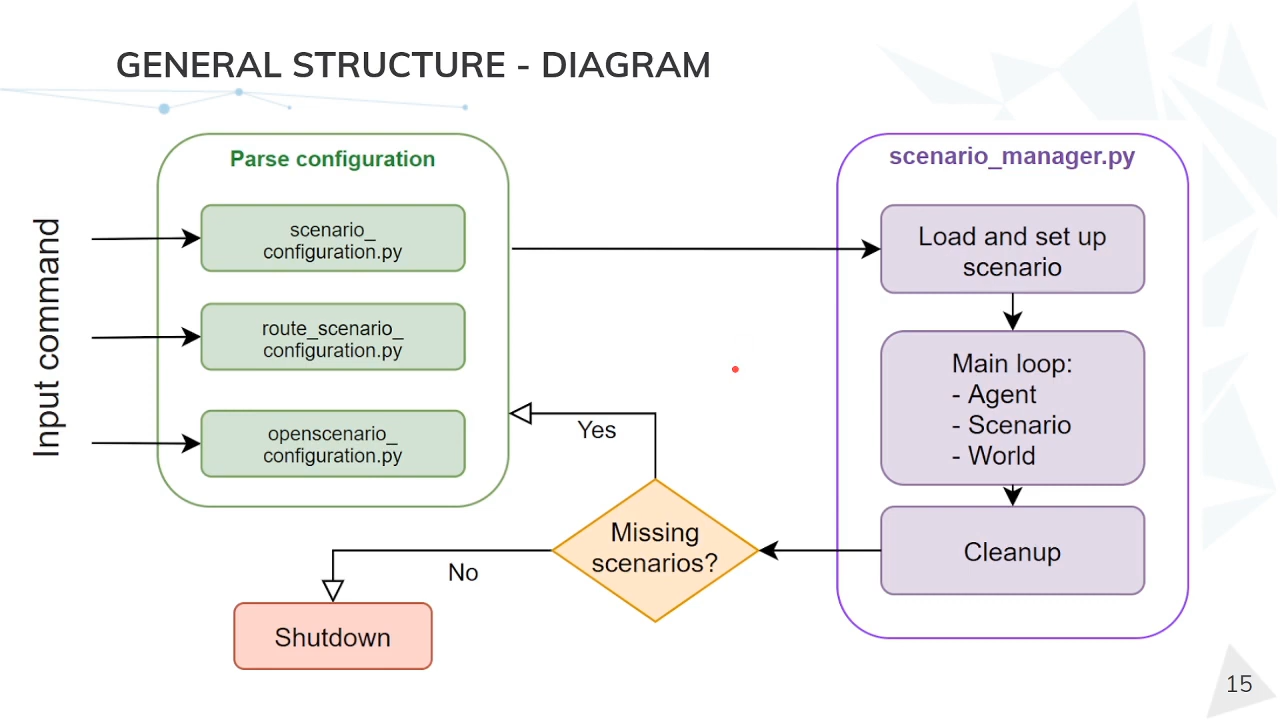 GENERAL STRUCTURE - DIAGRAM
Input command
Parse configuration
scenario_
configuration.py
route_scenario_
configuration.py
openscenario_
configuration.py
scenario_manager.py
Load and set up
scenario
Main loop:
- Agent
- Scenario
- World
Cleanup
Missing
scenarios?
Yes
No
Shutdown
15